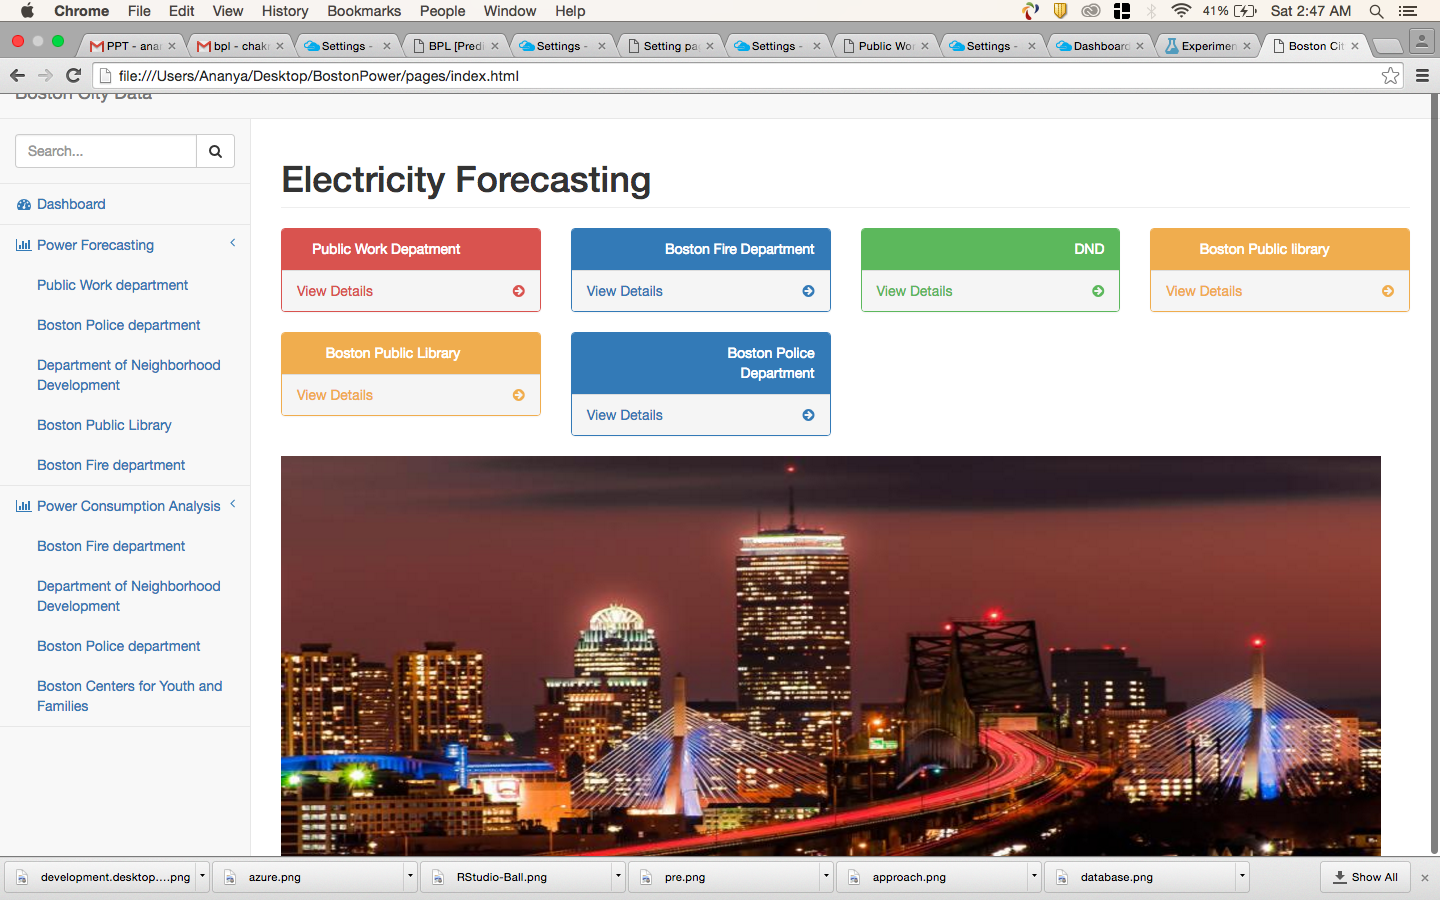 Chrome File Edit View History Bookmarks People Window Help 41% Sat 2:47 AM
PPT - ana
bpl - chak
Settings -
BPL [Predi
Settings -
Setting pa
Settings -
Public Wo
Settings -
Dashboard
Experimen
Boston Cit
file:///Users/Ananya/Desktop/BostonPower/pages/index.html
Boston City Data
Search...
Dashboard
Power Forecasting
Public Work department
Boston Police department
Department of Neighborhood
Development
Boston Public Library
Boston Fire department
Power Consumption Analysis
Boston Fire department
Department of Neighborhood
Development
Boston Police department
Boston Centers for Youth and
Families
Electricity Forecasting
Public Work Depatment
View Details
Boston Fire Department
View Details
DND
View Details
Boston Public library
View Details
Boston Public Library
View Details
Boston Police
Department
View Details
development.desktop....png
azure.png
RStudio-Ball.png
pre.png
approach.png
database.png
Show All